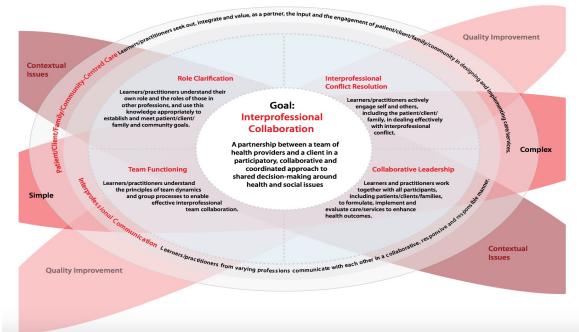 Patient/Client/Family/Community-Centred Care Learners/practitioners seek out, integrate and value, as a partner, the input and the engagement of patient/client/family/community in designing and implementing care/services.
Quality Improvement
Contextual
Issues
Role Clarification
Learners/practitioners understand their
own role and the roles of those in
other professions, and use this
knowledge appropriately to
establish and meet patient/client/
family and community goals.
Interprofessional
Conflict Resolution
Learners/practitioners actively
engage self and others,
including the patient/client/
family, in dealing effectively
with interprofessional
conflict.
Goal:
Interprofessional
Collaboration
A partnership between a team of
health providers and a client in a
participatory, collaborative and
coordinated approach to
shared decision-making around
health and social issues
Complex
Simple
Team Functioning
Learners/practitioners understand
the principles of team dynamics
and group processes to enable
effective interprofessional
team collaboration.
Collaborative Leadership
Learners and practitioners work
together with all participants,
including patients/clients/families,
to formulate, implement and
evaluate care/services to enhance
health outcomes.
Interprofessional Communication Learners/practitioners from varying professions communicate with each other in a collaborative, responsive and responsible manner.
Contextual
Issues
Quality Improvement